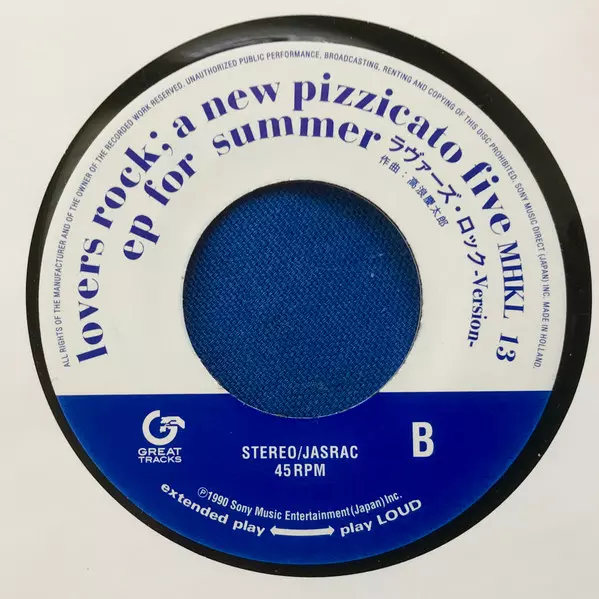 ALL RIGHTS OF THE MANUFACTURER AND OF THE OWNER OF THE RECORDED WORK RESERVED. UNAUTHORIZED PUBLIC PERFORMANCE, BROADCASTING, RENTING AND COPYING OF THIS DISC PROHIBITED. SONY MUSIC DIRECT (JAPAN) INC. MADE IN HOLLAND.
lovers rock; a new pizzicato five MHKL 13
ep for summer
ラヴァーズ・ロック-Version-
作曲：高浪慶太郎
GREAT
TRACKS
STEREO/JASRAC
45RPM
B
Ⓟ1990 Sony Music Entertainment (Japan) Inc.
extended play ⟷ play LOUD